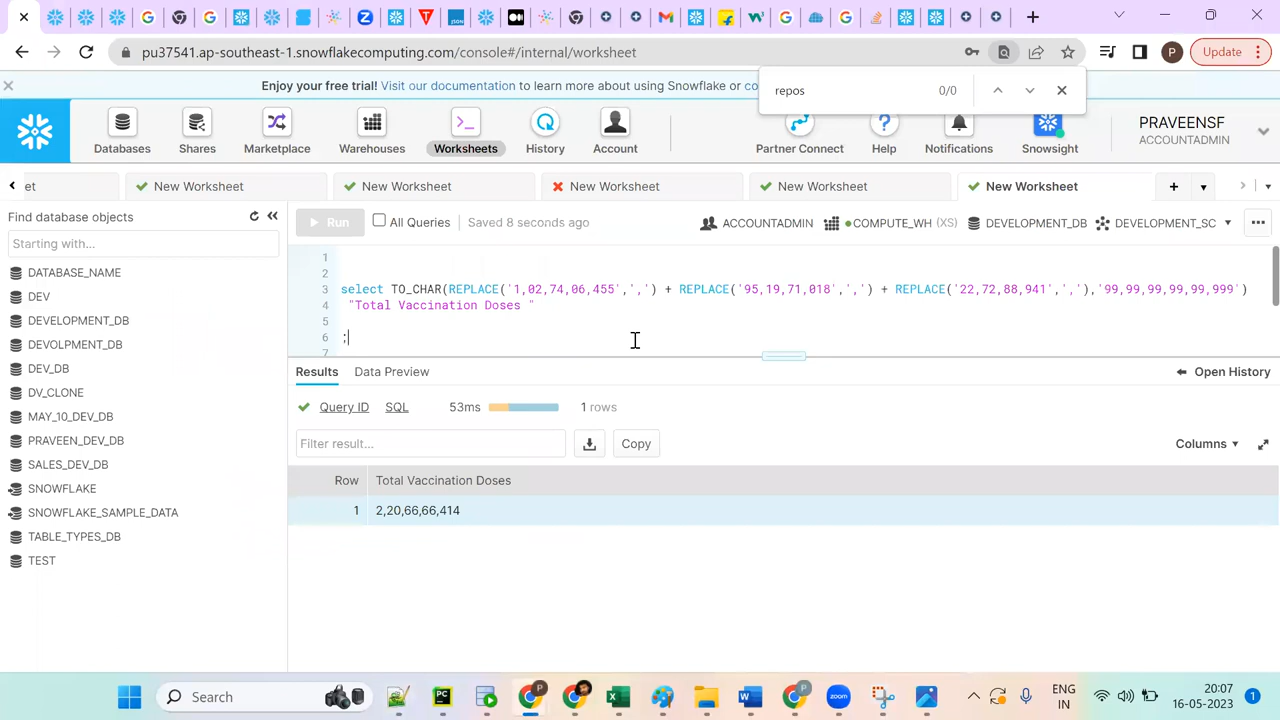 pu37541.ap-southeast-1.snowflakecomputing.com/console#/internal/worksheet
P
Update
Enjoy your free trial! Visit our documentation to learn more about using Snowflake or co
repos 0/0
Databases
Shares
Marketplace
Warehouses
Worksheets
History
Account
Partner Connect
Help
Notifications
Snowsight
PRAVEENSF
ACCOUNTADMIN
et
New Worksheet
New Worksheet
New Worksheet
New Worksheet
New Worksheet
Find database objects
Starting with...
DATABASE_NAME
DEV
DEVELOPMENT_DB
DEVOLPMENT_DB
DEV_DB
DV_CLONE
MAY_10_DEV_DB
PRAVEEN_DEV_DB
SALES_DEV_DB
SNOWFLAKE
SNOWFLAKE_SAMPLE_DATA
TABLE_TYPES_DB
TEST
Run All Queries Saved 8 seconds ago ACCOUNTADMIN COMPUTE_WH (XS) DEVELOPMENT_DB DEVELOPMENT_SC
1
2
3 select TO_CHAR(REPLACE('1,02,74,06,455',',') + REPLACE('95,19,71,018',',') + REPLACE('22,72,88,941',','),'99,99,99,99,99,999')
4 "Total Vaccination Doses "
5
6 ;
7
Results Data Preview Open History
Query ID SQL 53ms 1 rows
Filter result... Copy Columns
Row Total Vaccination Doses
1 2,20,66,66,414
Search
zoom
ENG
IN
20:07
16-05-2023
1